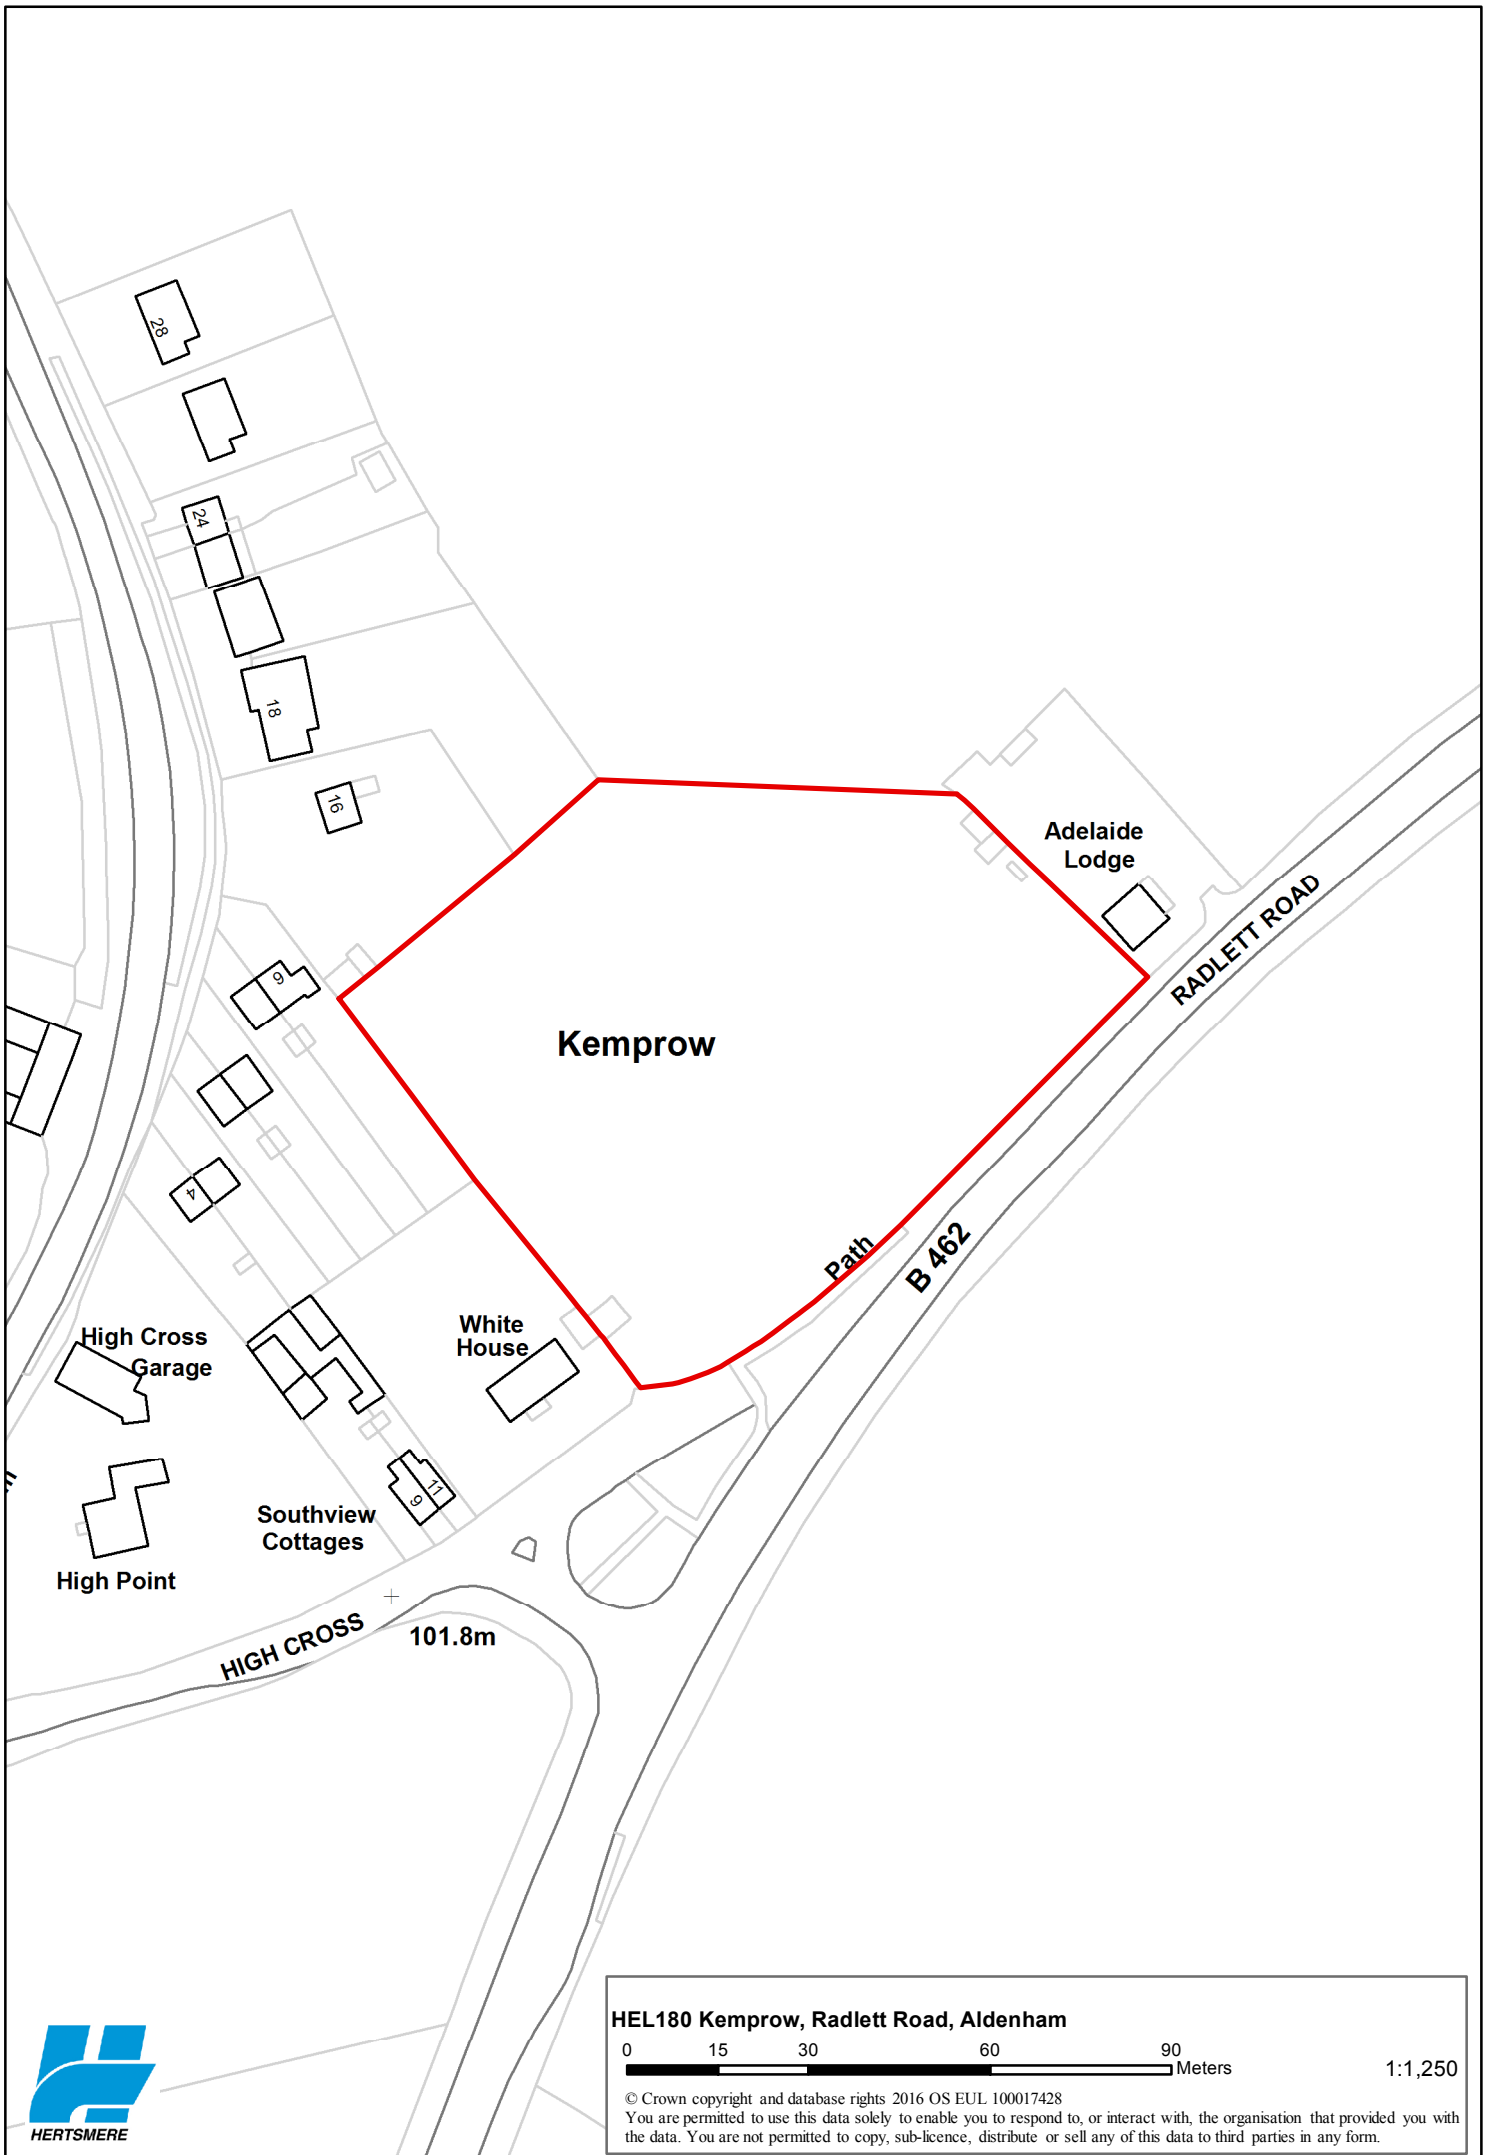 28
24
18
16
Adelaide
Lodge
RADLETT ROAD
9
Kemprow
4
Path
B 462
White
House
High Cross
Garage
11
9
Southview
Cottages
High Point
HIGH CROSS
101.8m
HEL180 Kemprow, Radlett Road, Aldenham
0 15 30 60 90
Meters
1:1,250
© Crown copyright and database rights 2016 OS EUL 100017428
You are permitted to use this data solely to enable you to respond to, or interact with, the organisation that provided you with
the data. You are not permitted to copy, sub-licence, distribute or sell any of this data to third parties in any form.
HERTSMERE